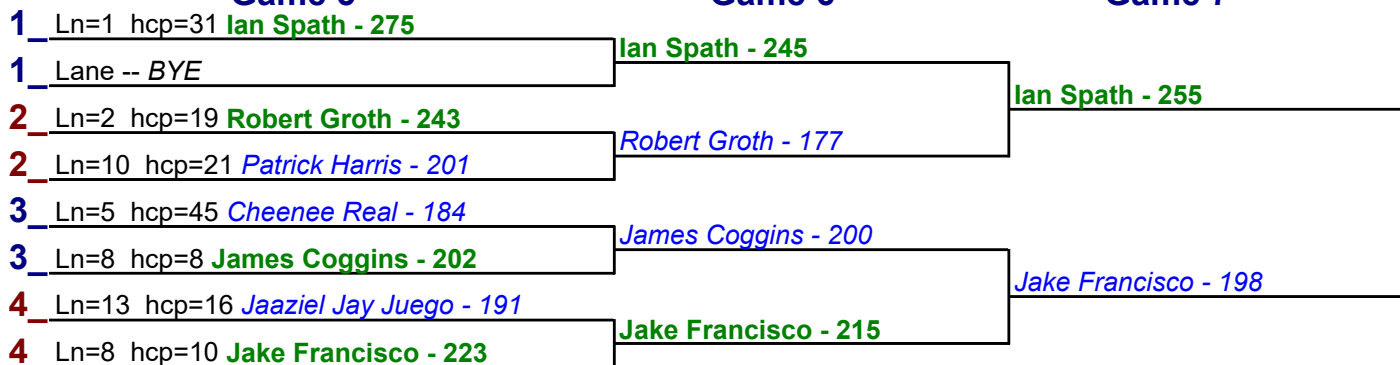 Game 7
1_ Ln=1 hcp=31 Ian Spath - 275
Ian Spath - 245
1_ Lane -- BYE
Ian Spath - 255
2_ Ln=2 hcp=19 Robert Groth - 243
Robert Groth - 177
2_ Ln=10 hcp=21 Patrick Harris - 201
3_ Ln=5 hcp=45 Cheenee Real - 184
James Coggins - 200
3_ Ln=8 hcp=8 James Coggins - 202
Jake Francisco - 198
4_ Ln=13 hcp=16 Jaaziel Jay Juego - 191
Jake Francisco - 215
4 Ln=8 hcp=10 Jake Francisco - 223